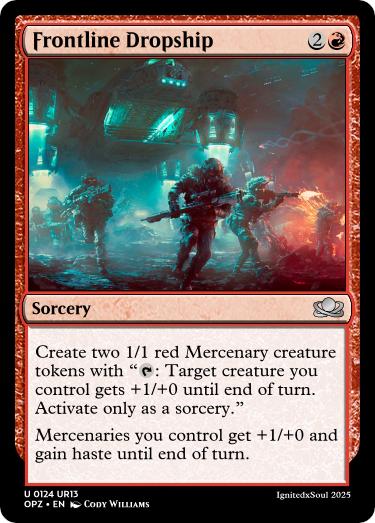 Frontline Dropship 2
Sorcery
Create two 1/1 red Mercenary creature
tokens with “: Target creature you
control gets +1/+0 until end of turn.
Activate only as a sorcery.”
Mercenaries you control get +1/+0 and
gain haste until end of turn.
U 0124 UR13
OPZ • EN Cody Williams
IgnitedxSoul 2025